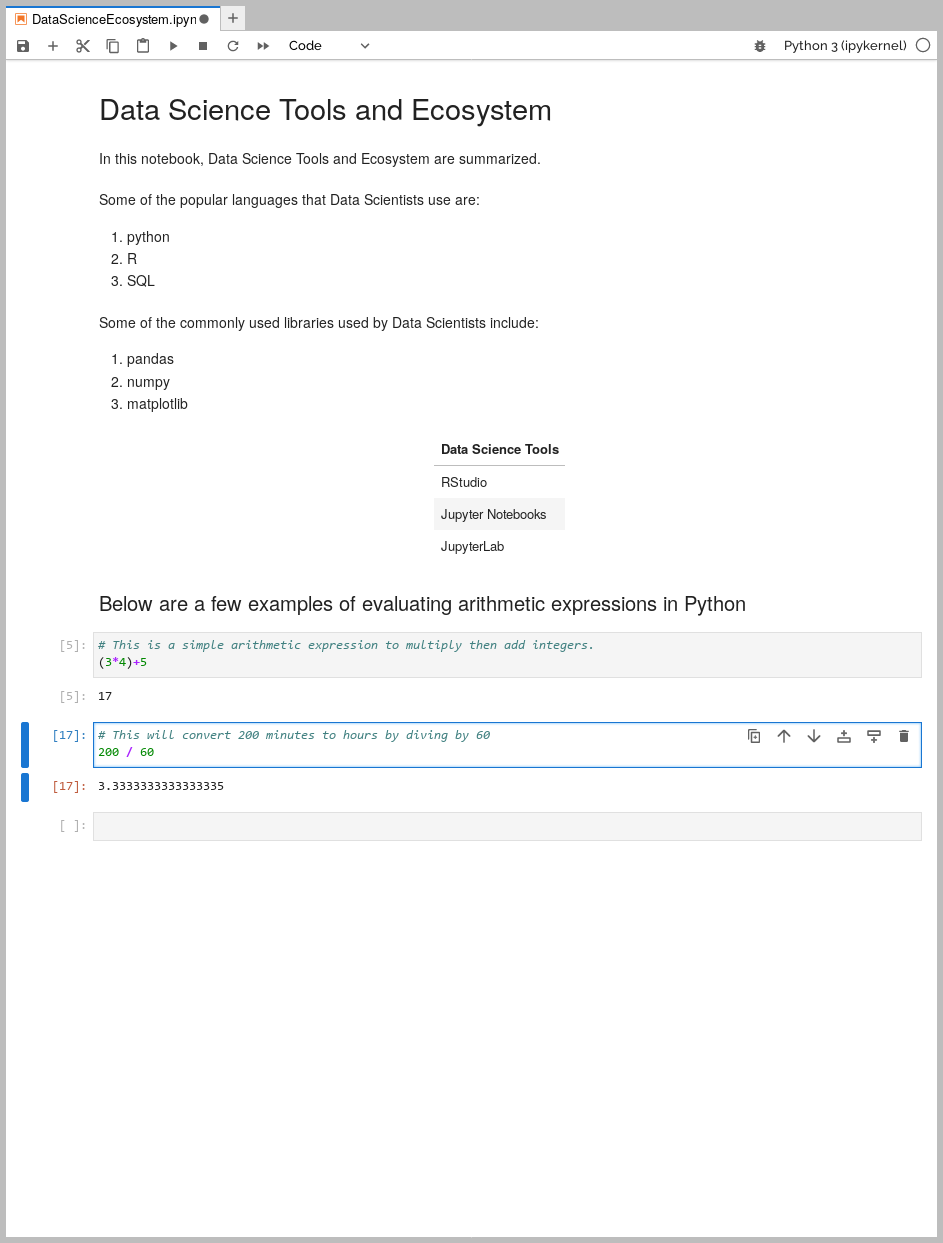 DataScienceEcosystem.ipyn
Code
Python 3 (ipykernel)
Data Science Tools and Ecosystem
In this notebook, Data Science Tools and Ecosystem are summarized.
Some of the popular languages that Data Scientists use are:
1. python
2. R
3. SQL
Some of the commonly used libraries used by Data Scientists include:
1. pandas
2. numpy
3. matplotlib
Data Science Tools
RStudio
Jupyter Notebooks
JupyterLab
Below are a few examples of evaluating arithmetic expressions in Python
[5]: # This is a simple arithmetic expression to multiply then add integers.
(3*4)+5
[5]: 17
[17]: # This will convert 200 minutes to hours by diving by 60
200 / 60
[17]: 3.3333333333333335
[ ]: